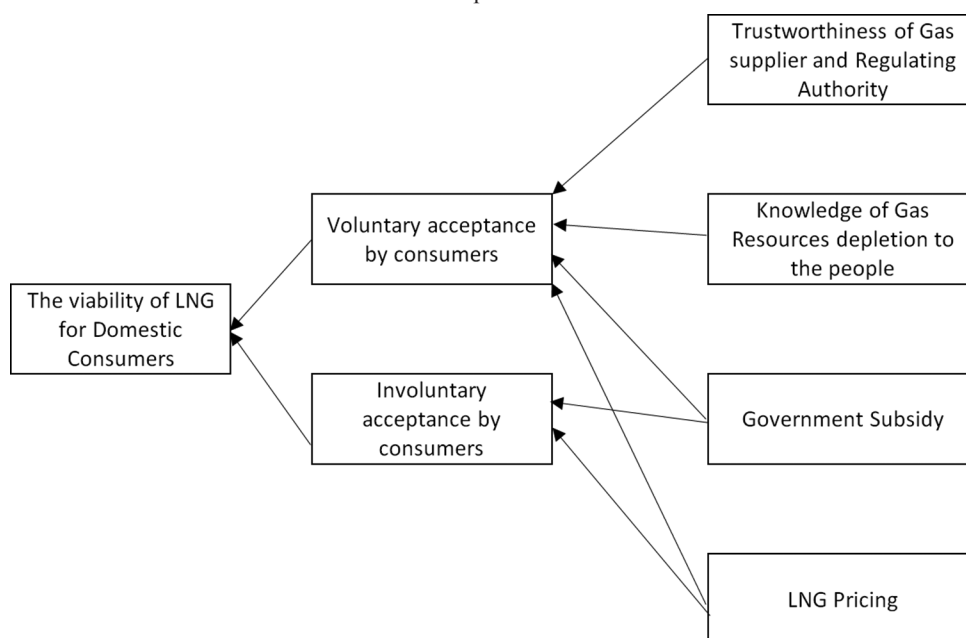 Trustworthiness of Gas
supplier and Regulating
Authority
Voluntary acceptance
by consumers
Knowledge of Gas
Resources depletion to
the people
The viability of LNG
for Domestic
Consumers
Involuntary
acceptance by
consumers
Government Subsidy
LNG Pricing